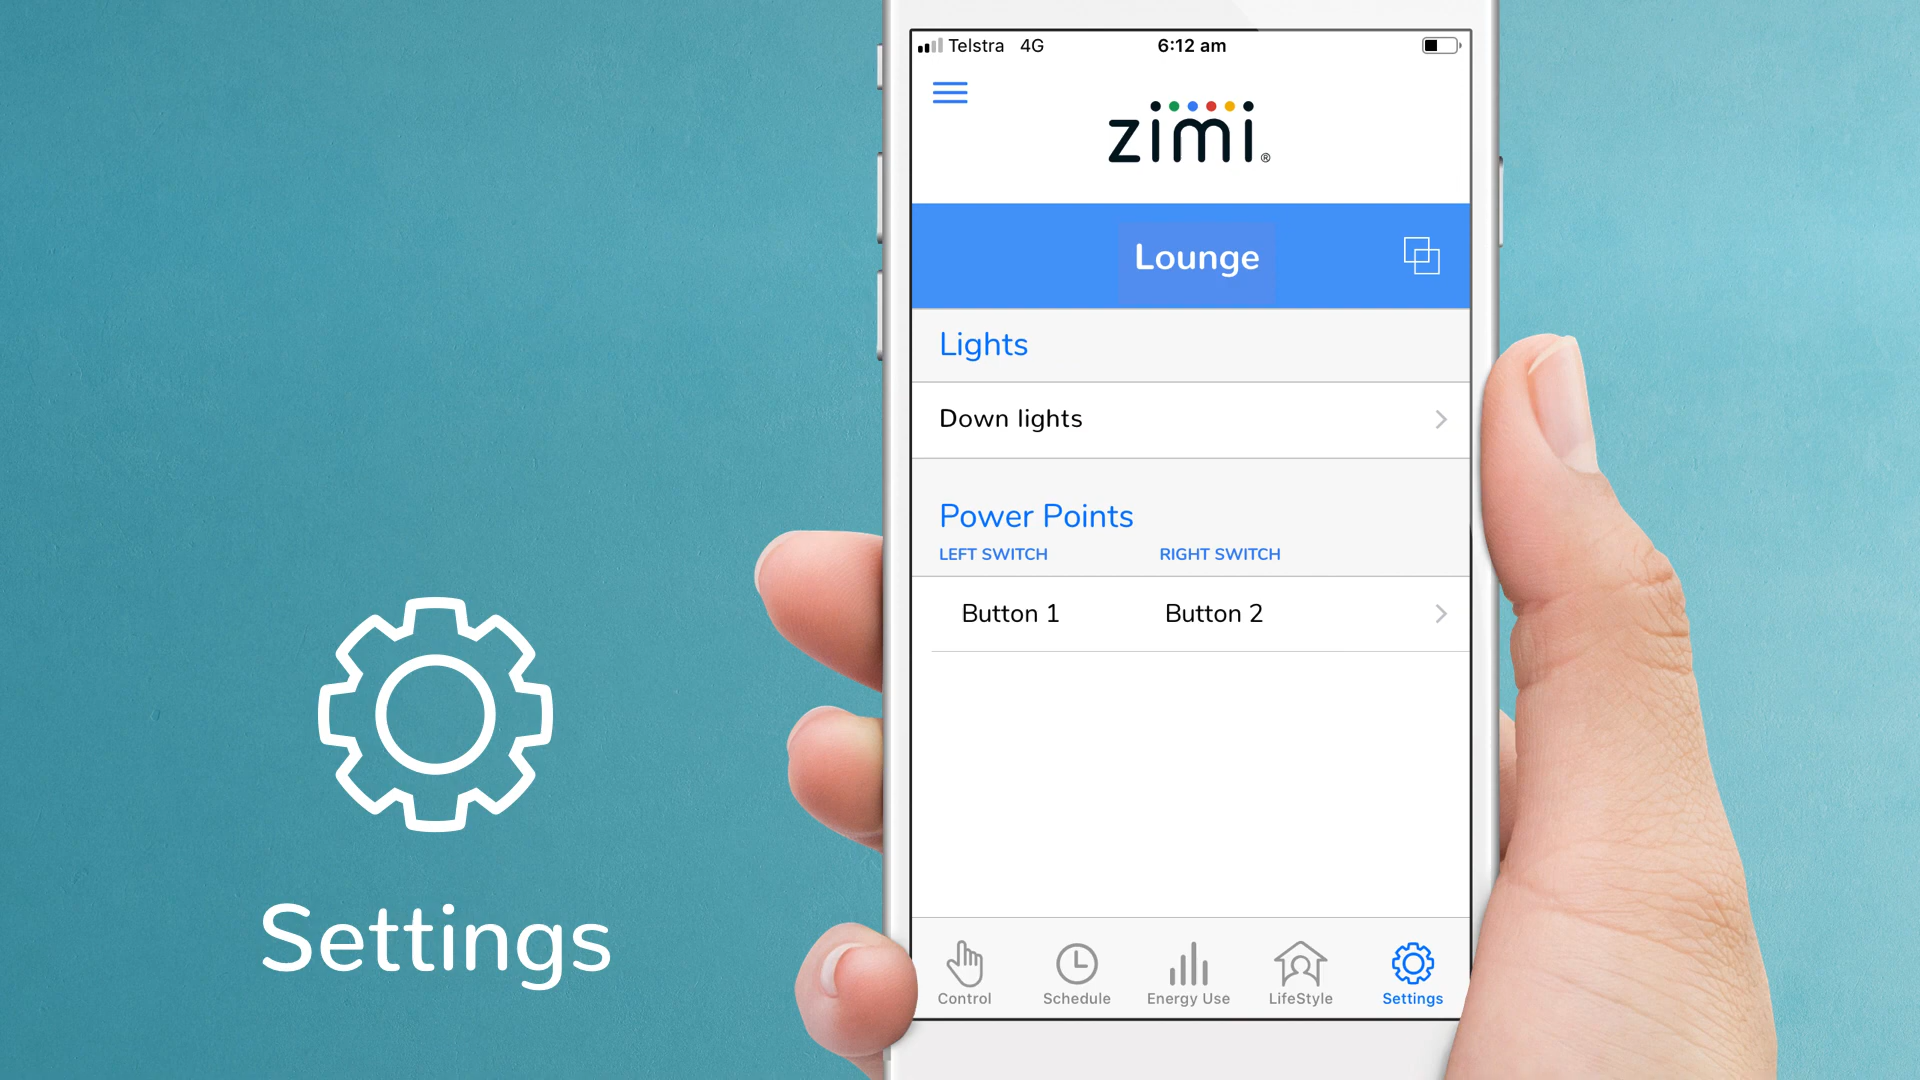 Telstra 4G 6:12 am
zimi®
Lounge
Lights
Down lights
Power Points
LEFT SWITCH RIGHT SWITCH
Button 1 Button 2
Control Schedule Energy Use LifeStyle Settings
Settings